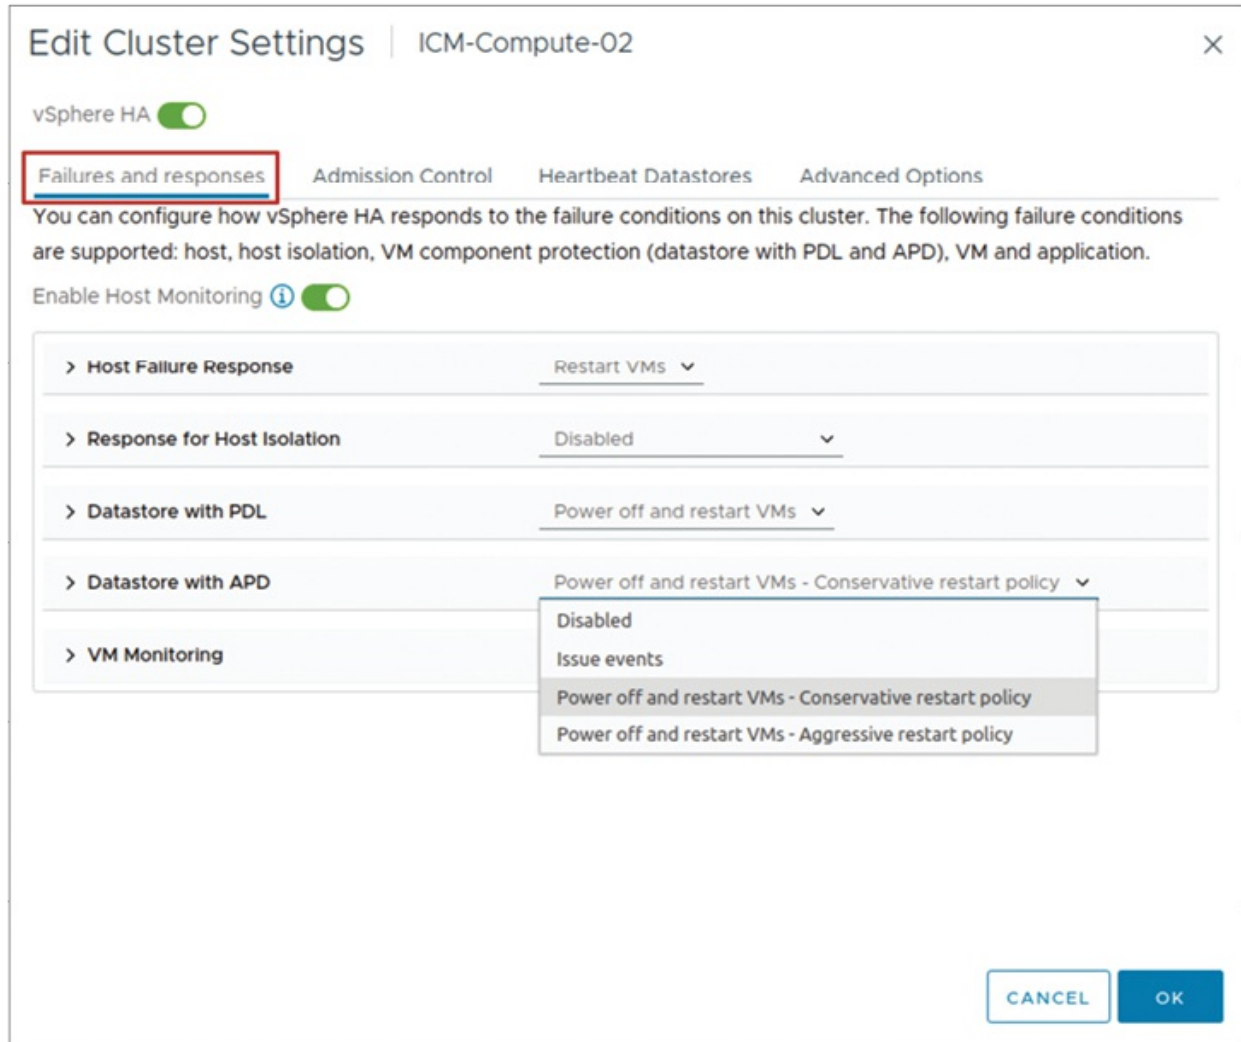 Edit Cluster Settings ICM-Compute-02
vSphere HA
Failures and responses Admission Control Heartbeat Datastores Advanced Options
You can configure how vSphere HA responds to the failure conditions on this cluster. The following failure conditions
are supported: host, host isolation, VM component protection (datastore with PDL and APD), VM and application.
Enable Host Monitoring
Host Failure Response Restart VMs
Response for Host Isolation Disabled
Datastore with PDL Power off and restart VMs
Datastore with APD Power off and restart VMs - Conservative restart policy
Disabled
VM Monitoring Issue events
Power off and restart VMs - Conservative restart policy
Power off and restart VMs - Aggressive restart policy
CANCEL OK